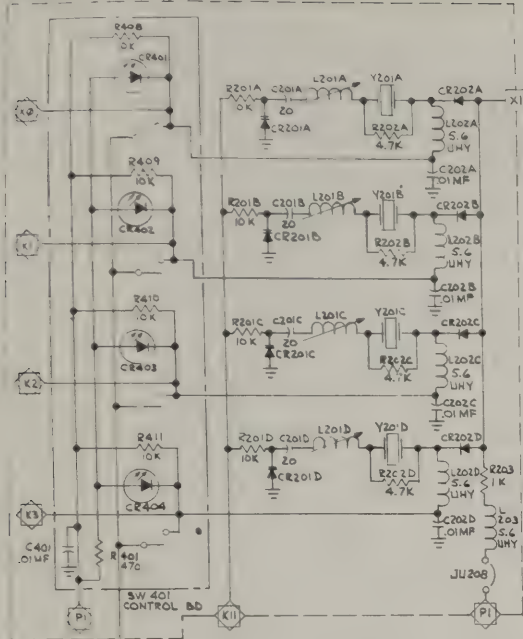 R408
0K
CR401
K0
R409
10K
CR402
K1
R410
10K
CR403
K2
R411
10K
CR404
K3
C401
.01MF
R401
470
P1
SW 401
CONTROL BD
R201A
0K
C201A
20
L201A
Y201A
CR201A
R202A
4.7K
CR202A
L202A
5.6
UHY
C202A
.01MF
X1
R201B
10K
C201B
20
L201B
Y201B
CR201B
R202B
4.7K
CR202B
L202B
5.6
UHY
C202B
.01MF
R201C
10K
C201C
20
L201C
Y201C
CR201C
R202C
4.7K
CR202C
L202C
5.6
UHY
C202C
.01MF
R201D
10K
C201D
20
L201D
Y201D
CR201D
R202D
4.7K
CR202D
L202D
5.6
UHY
C202D
.01MF
R203
1K
L
203
5.6
UHY
JU208
K11
P1